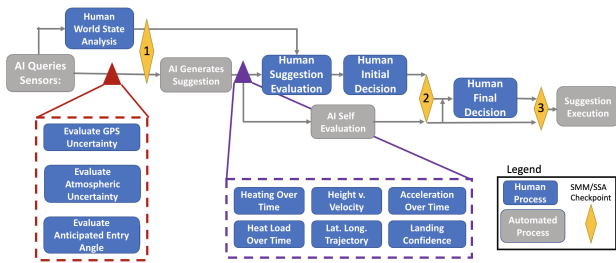 Human
World State
Analysis
1
AI Queries
Sensors:
AI Generates
Suggestion
Human
Suggestion
Evaluation
Human
Initial
Decision
2
Human
Final
Decision
3
Suggestion
Execution
AI Self
Evaluation
Evaluate GPS
Uncertainty
Evaluate
Atmospheric
Uncertainty
Evaluate
Anticipated Entry
Angle
Heating Over
Time
Height v.
Velocity
Acceleration
Over Time
Heat Load
Over Time
Lat. Long.
Trajectory
Landing
Confidence
Legend
Human
Process
SMM/SSA
Checkpoint
Automated
Process